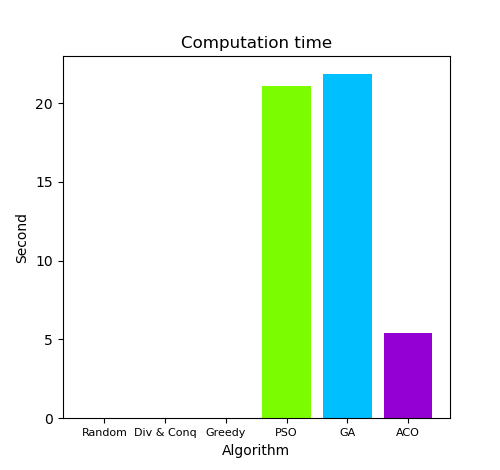 Computation time
Second
20
15
10
5
0
Random Div & Conq Greedy PSO GA ACO
Algorithm